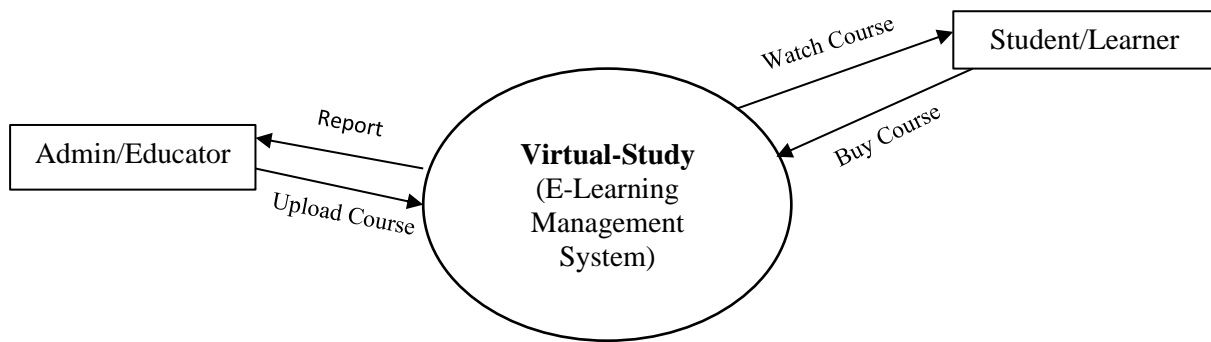 Watch Course
Student/Learner
Buy Course
Report
Admin/Educator
Upload Course
Virtual-Study
(E-Learning
Management
System)